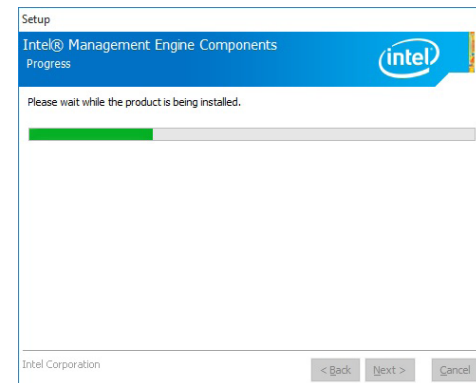 Setup
Intel® Management Engine Components
Progress
intel
Please wait while the product is being installed.
Intel Corporation
< Back
Next >
Cancel